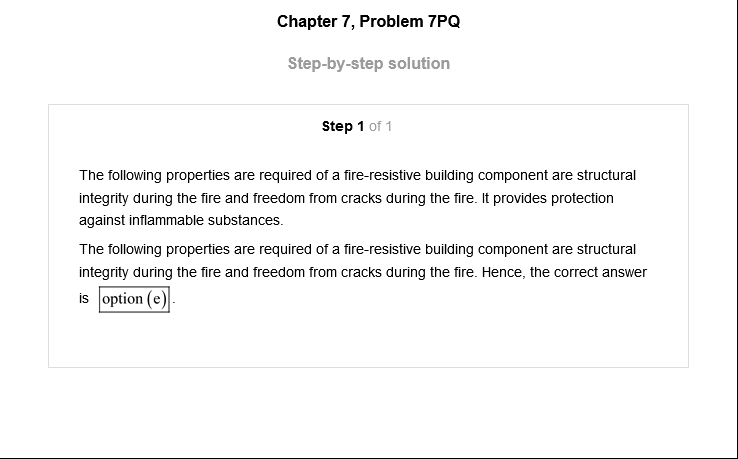 Chapter 7, Problem 7PQ
Step-by-step solution
Step 1 of 1
The following properties are required of a fire-resistive building component are structural
integrity during the fire and freedom from cracks during the fire. It provides protection
against inflammable substances.
The following properties are required of a fire-resistive building component are structural
integrity during the fire and freedom from cracks during the fire. Hence, the correct answer
is option (e).